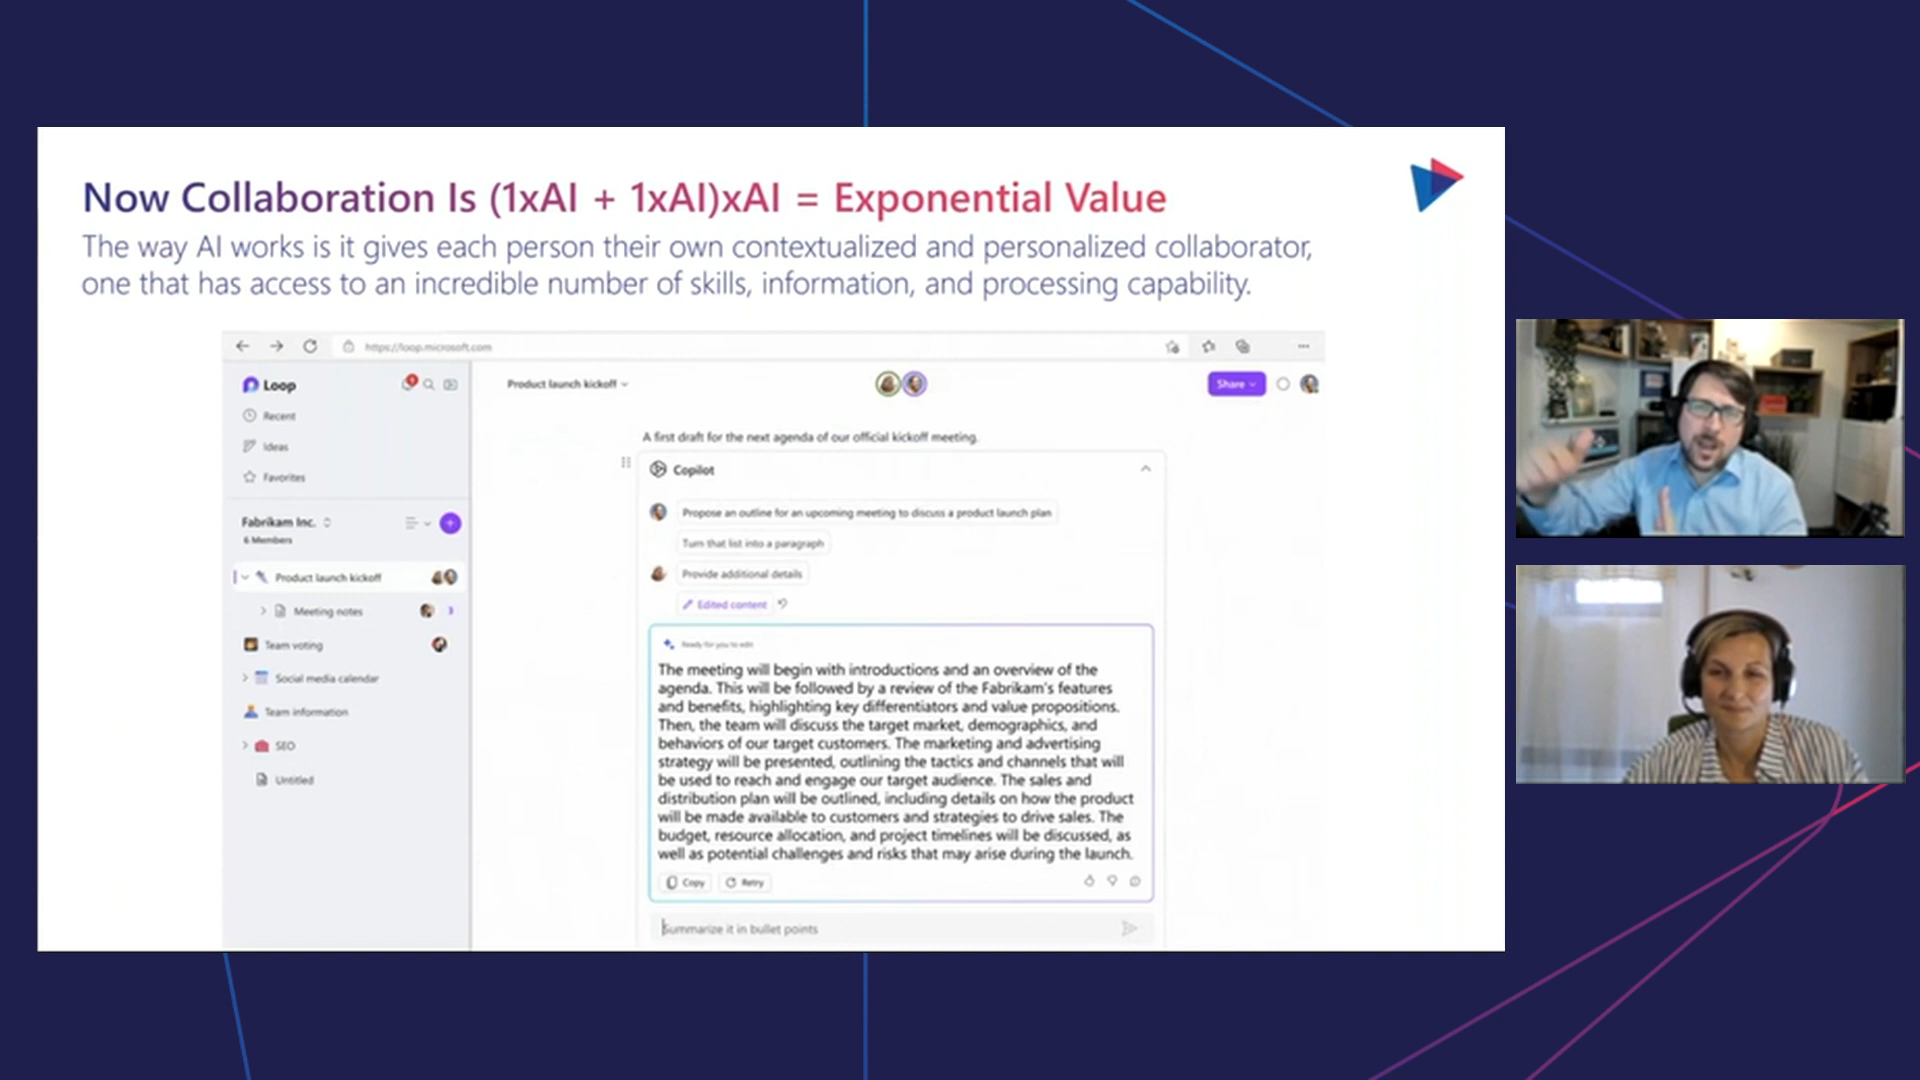 Now Collaboration Is (1xAI + 1xAI)xAI = Exponential Value
The way AI works is it gives each person their own contextualized and personalized collaborator,
one that has access to an incredible number of skills, information, and processing capability.
https://loop.microsoft.com
Loop
Recent
Ideas
Favorites
Fabrikam Inc.
6 Members
Product launch kickoff
Meeting notes
Team voting
Social media calendar
Team information
SEO
Untitled
Product launch kickoff
Share
A first draft for the next agenda of our official kickoff meeting.
Copilot
Propose an outline for an upcoming meeting to discuss a product launch plan
Turn that list into a paragraph
Provide additional details
Edited content
Ready for you to edit
The meeting will begin with introductions and an overview of the
agenda. This will be followed by a review of the Fabrikam's features
and benefits, highlighting key differentiators and value propositions.
Then, the team will discuss the target market, demographics, and
behaviors of our target customers. The marketing and advertising
strategy will be presented, outlining the tactics and channels that will
be used to reach and engage our target audience. The sales and
distribution plan will be outlined, including details on how the product
will be made available to customers and strategies to drive sales. The
budget, resource allocation, and project timelines will be discussed, as
well as potential challenges and risks that may arise during the launch.
Copy
Retry
Summarize it in bullet points